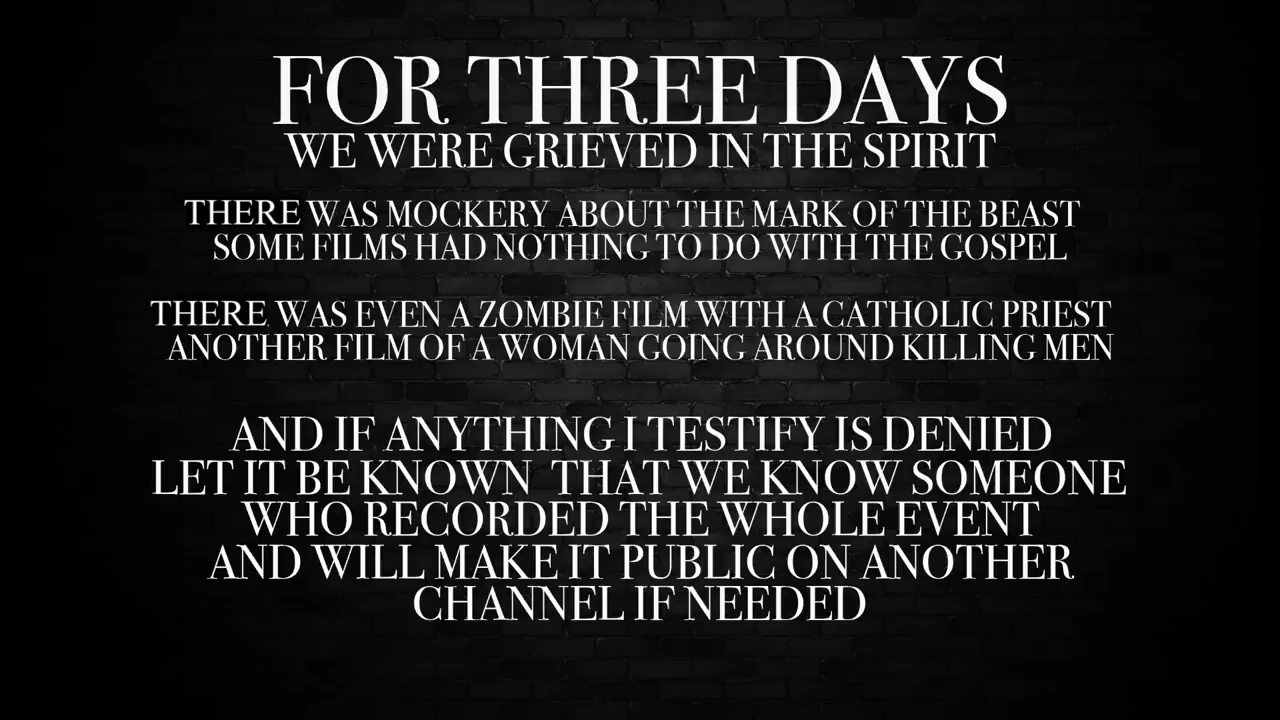 FOR THREE DAYS
WE WERE GRIEVED IN THE SPIRIT
THERE WAS MOCKERY ABOUT THE MARK OF THE BEAST
SOME FILMS HAD NOTHING TO DO WITH THE GOSPEL
THERE WAS EVEN A ZOMBIE FILM WITH A CATHOLIC PRIEST
ANOTHER FILM OF A WOMAN GOING AROUND KILLING MEN
AND IF ANYTHING I TESTIFY IS DENIED
LET IT BE KNOWN THAT WE KNOW SOMEONE
WHO RECORDED THE WHOLE EVENT
AND WILL MAKE IT PUBLIC ON ANOTHER
CHANNEL IF NEEDED